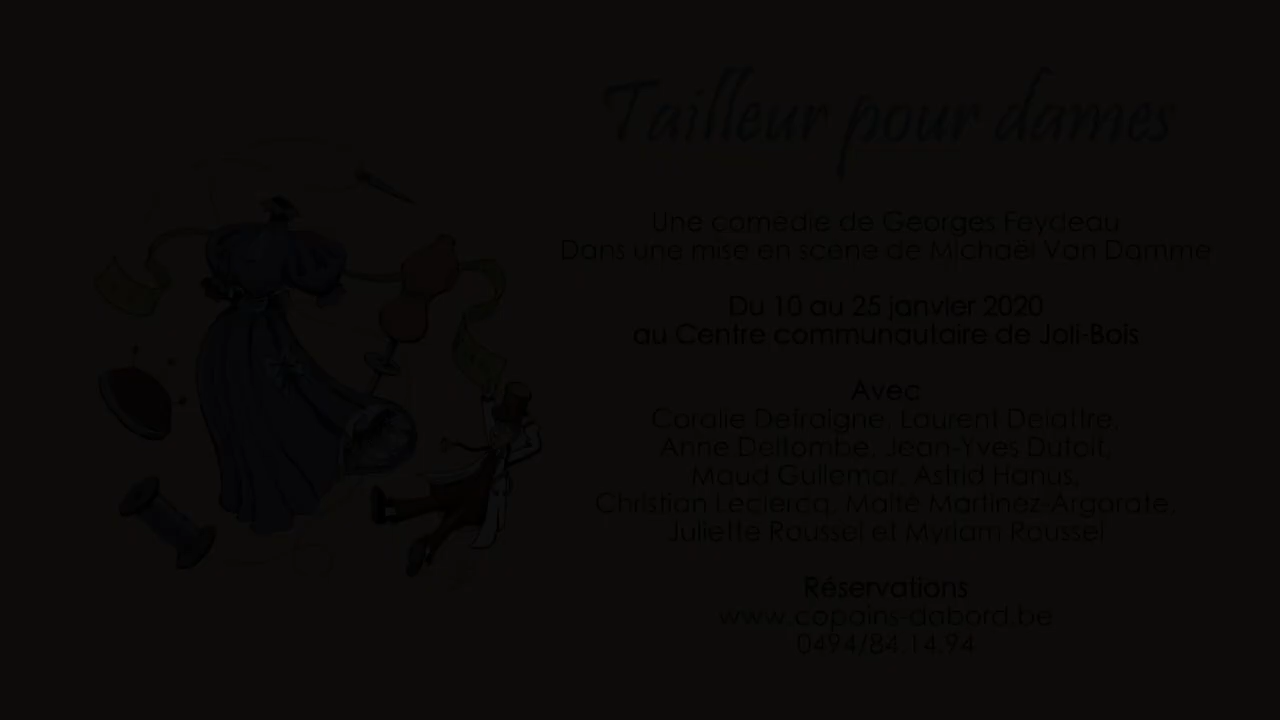 Tailleur pour dames
Une comédie de Georges Feydeau
Dans une mise en scène de Michaël Van Damme
Du 10 au 25 janvier 2020
au Centre communautaire de Joli-Bois
Avec
Coralie Defraigne, Laurent Delattre,
Anne Deltombe, Jean-Yves Dutoit,
Maud Guillemar, Astrid Hanus,
Christian Leclercq, Maïté Martinez-Argarate,
Juliette Roussel et Myriam Roussel
Réservations
www.copains-dabord.be
0494/84.14.94